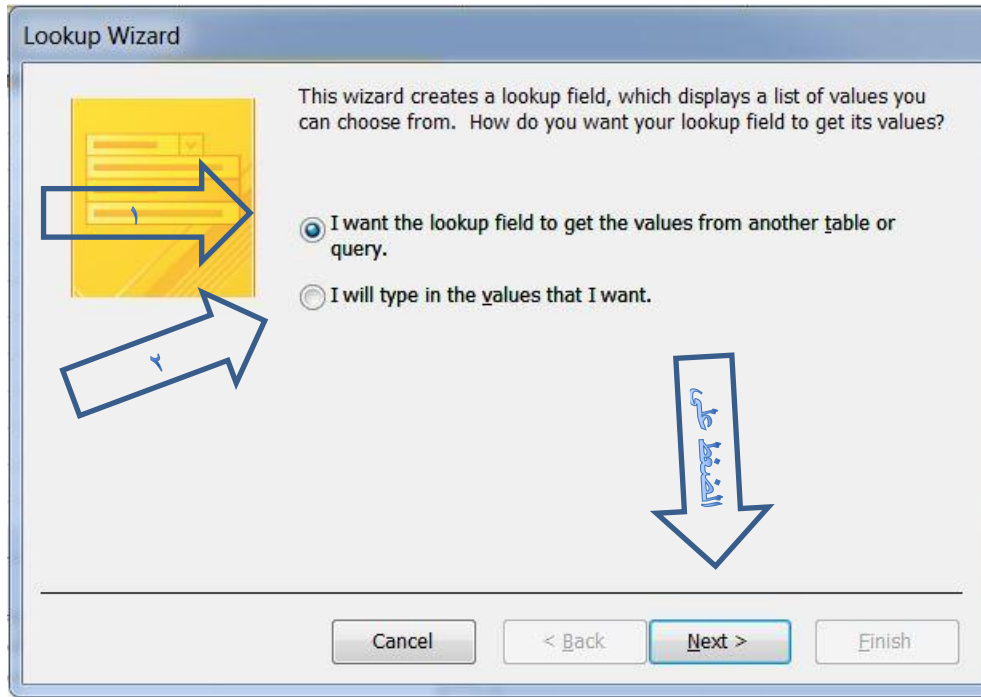 Lookup Wizard
This wizard creates a lookup field, which displays a list of values you
can choose from. How do you want your lookup field to get its values?
١
I want the lookup field to get the values from another table or
query.
I will type in the values that I want.
٢
الضغط على
Cancel
< Back
Next >
Finish